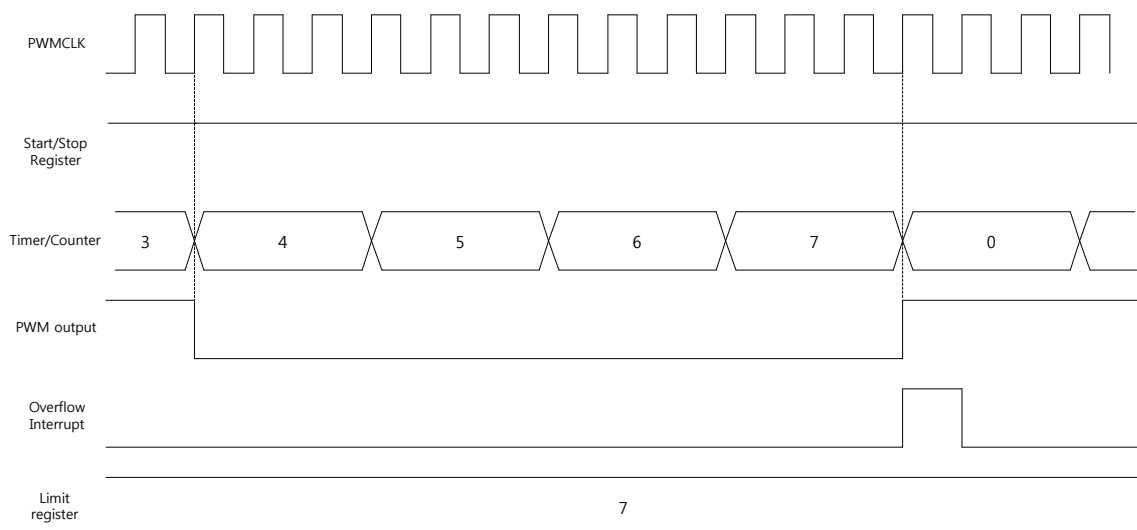 PWMCLK
Start/Stop
Register
Timer/Counter 3 4 5 6 7 0
PWM output
Overflow
Interrupt
Limit
register
7